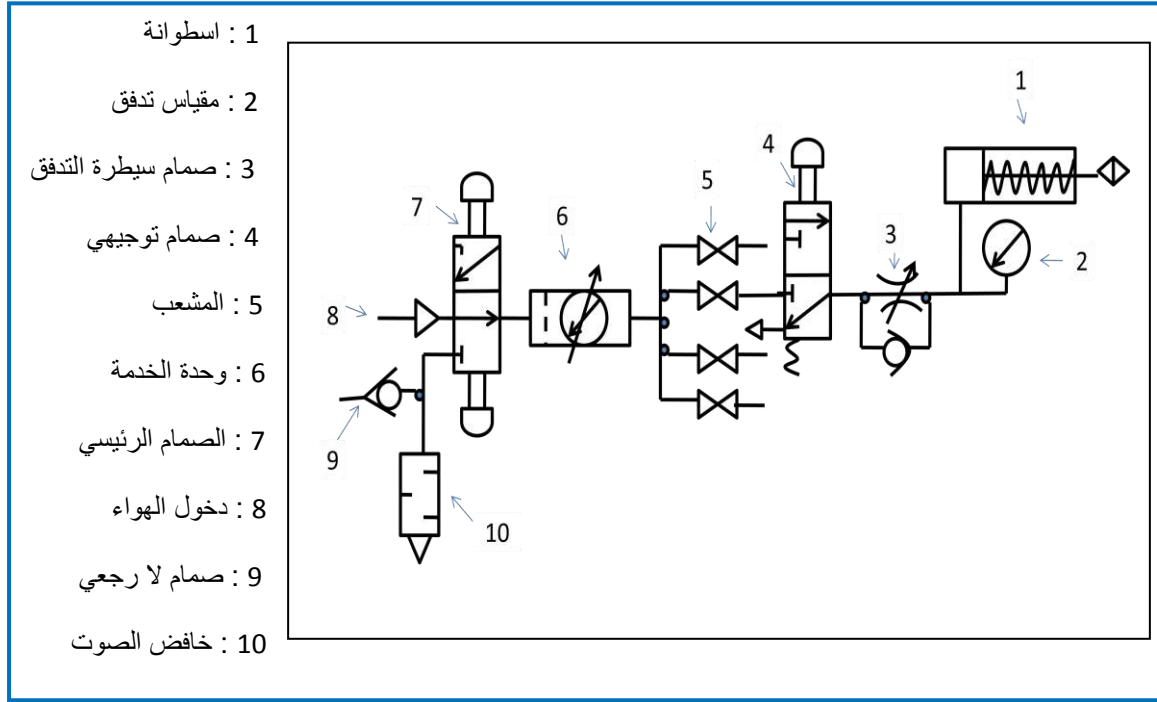 1 : اسطوانة
2 : مقياس تدفق
3 : صمام سيطرة التدفق
4 : صمام توجيهي
5 : المشعب
6 : وحدة الخدمة
7 : الصمام الرئيسي
8 : دخول الهواء
9 : صمام لا رجعي
10 : خافض الصوت
1
4
5
6
7
3
2
8
9
10